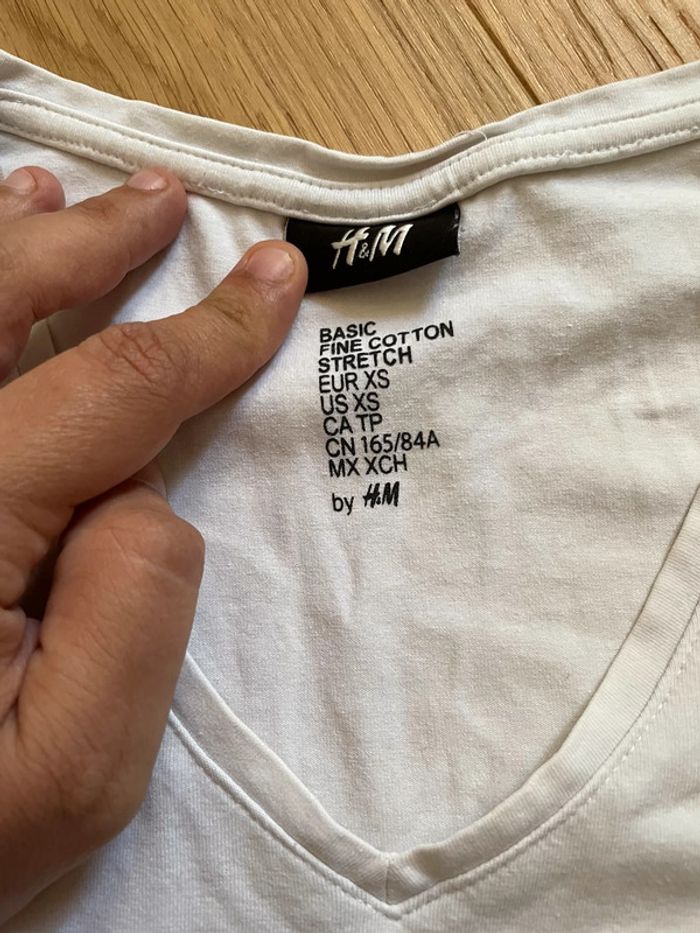 H&M
BASIC
FINE COTTON
STRETCH
EUR XS
US XS
CA TP
CN 165/84A
MX XCH
by H&M